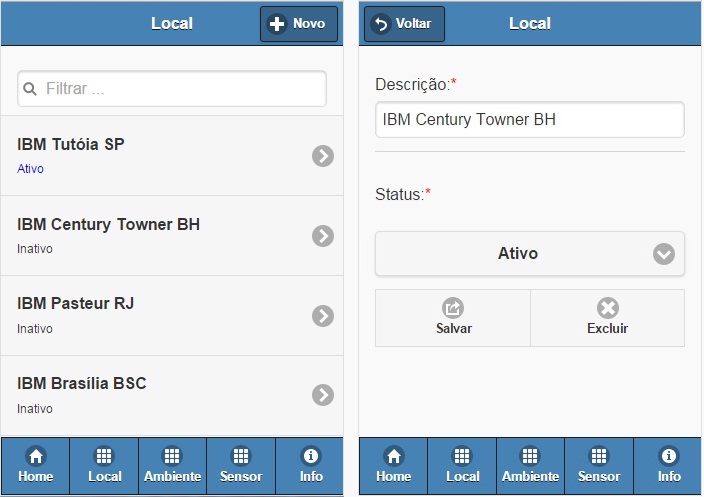 Local
Novo
Filtrar ...
IBM Tutóia SP
Ativo
IBM Century Towner BH
Inativo
IBM Pasteur RJ
Inativo
IBM Brasília BSC
Inativo
Home Local Ambiente Sensor Info
Voltar Local
Descrição:*
IBM Century Towner BH
Status:*
Ativo
Salvar Excluir
Home Local Ambiente Sensor Info